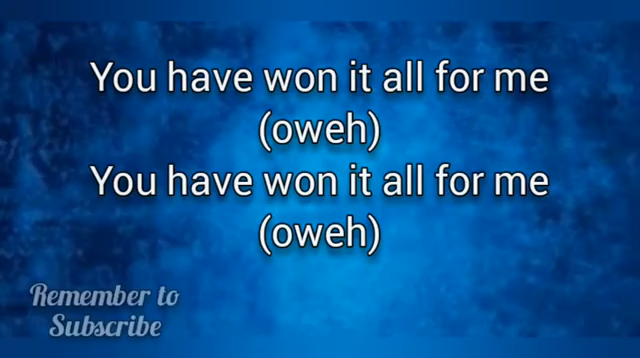 You have won it all for me
(oweh)
You have won it all for me
(oweh)
Remember to
Subscribe